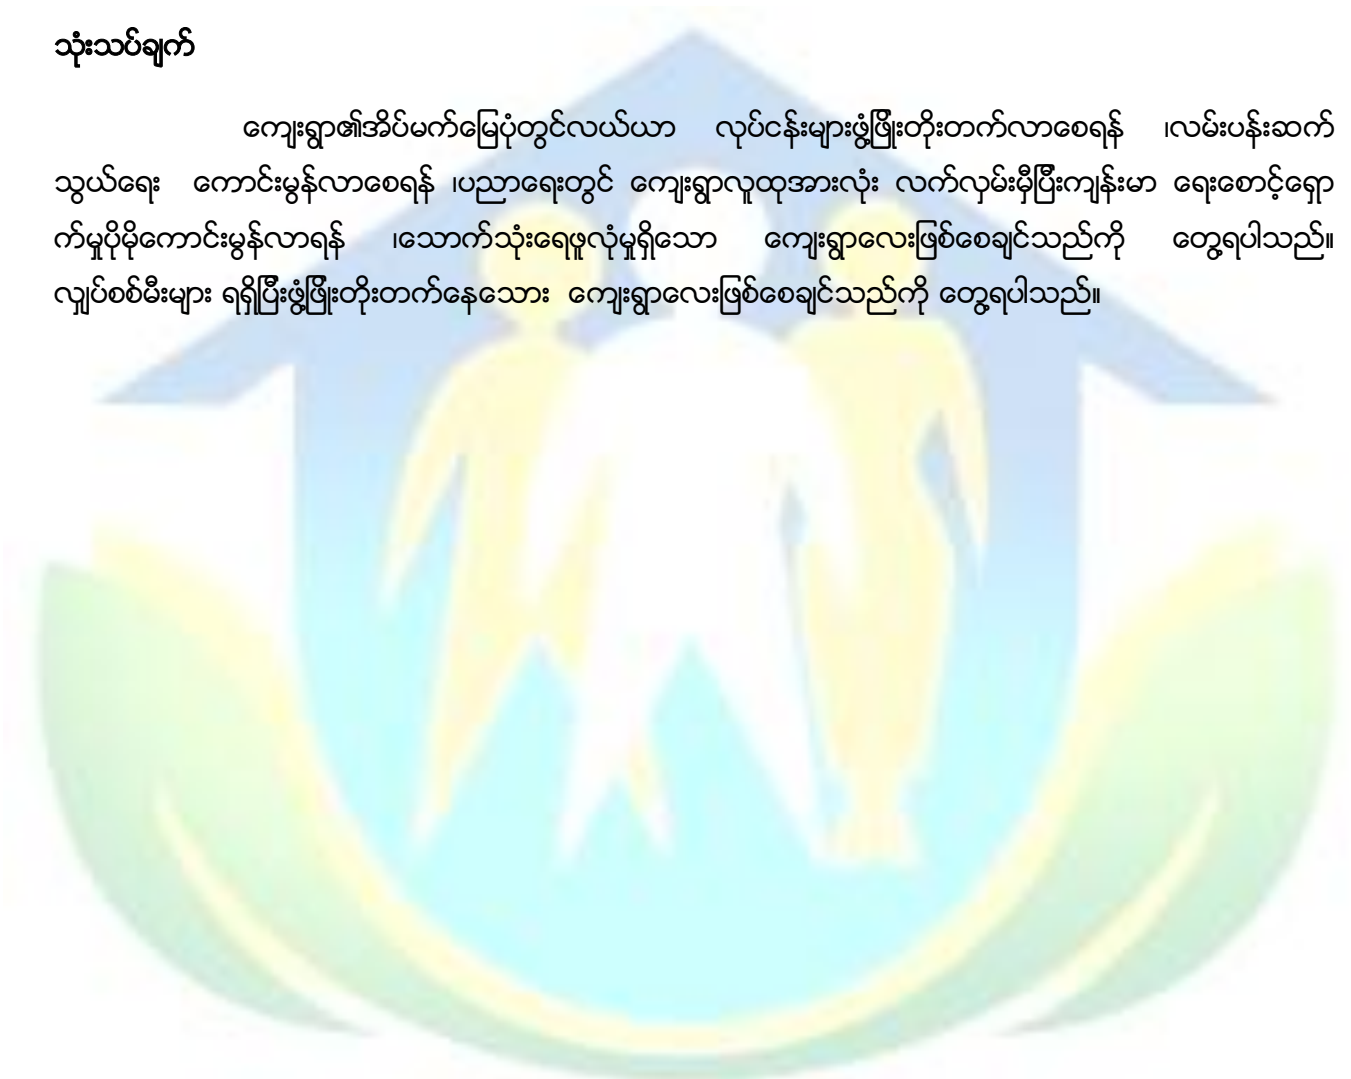 သုံးသပ်ချက်
ကျေးရွာ၏အိပ်မက်မြေပုံတွင်လယ်ယာ လုပ်ငန်းများဖွံ့ဖြိုးတိုးတက်လာစေရန် ၊လမ်းပန်းဆက်
သွယ်ရေး ကောင်းမွန်လာစေရန် ၊ပညာရေးတွင် ကျေးရွာလူထုအားလုံး လက်လှမ်းမှီပြီးကျန်းမာ ရေးစောင့်ရှော
က်မှုပိုမိုကောင်းမွန်လာရန် ၊သောက်သုံးရေဖူလုံမှုရှိသော ကျေးရွာလေးဖြစ်စေချင်သည်ကို တွေ့ရပါသည်။
လျှပ်စစ်မီးများ ရရှိပြီးဖွံ့ဖြိုးတိုးတက်နေသေား ကျေးရွာလေးဖြစ်စေချင်သည်ကို တွေ့ရပါသည်။